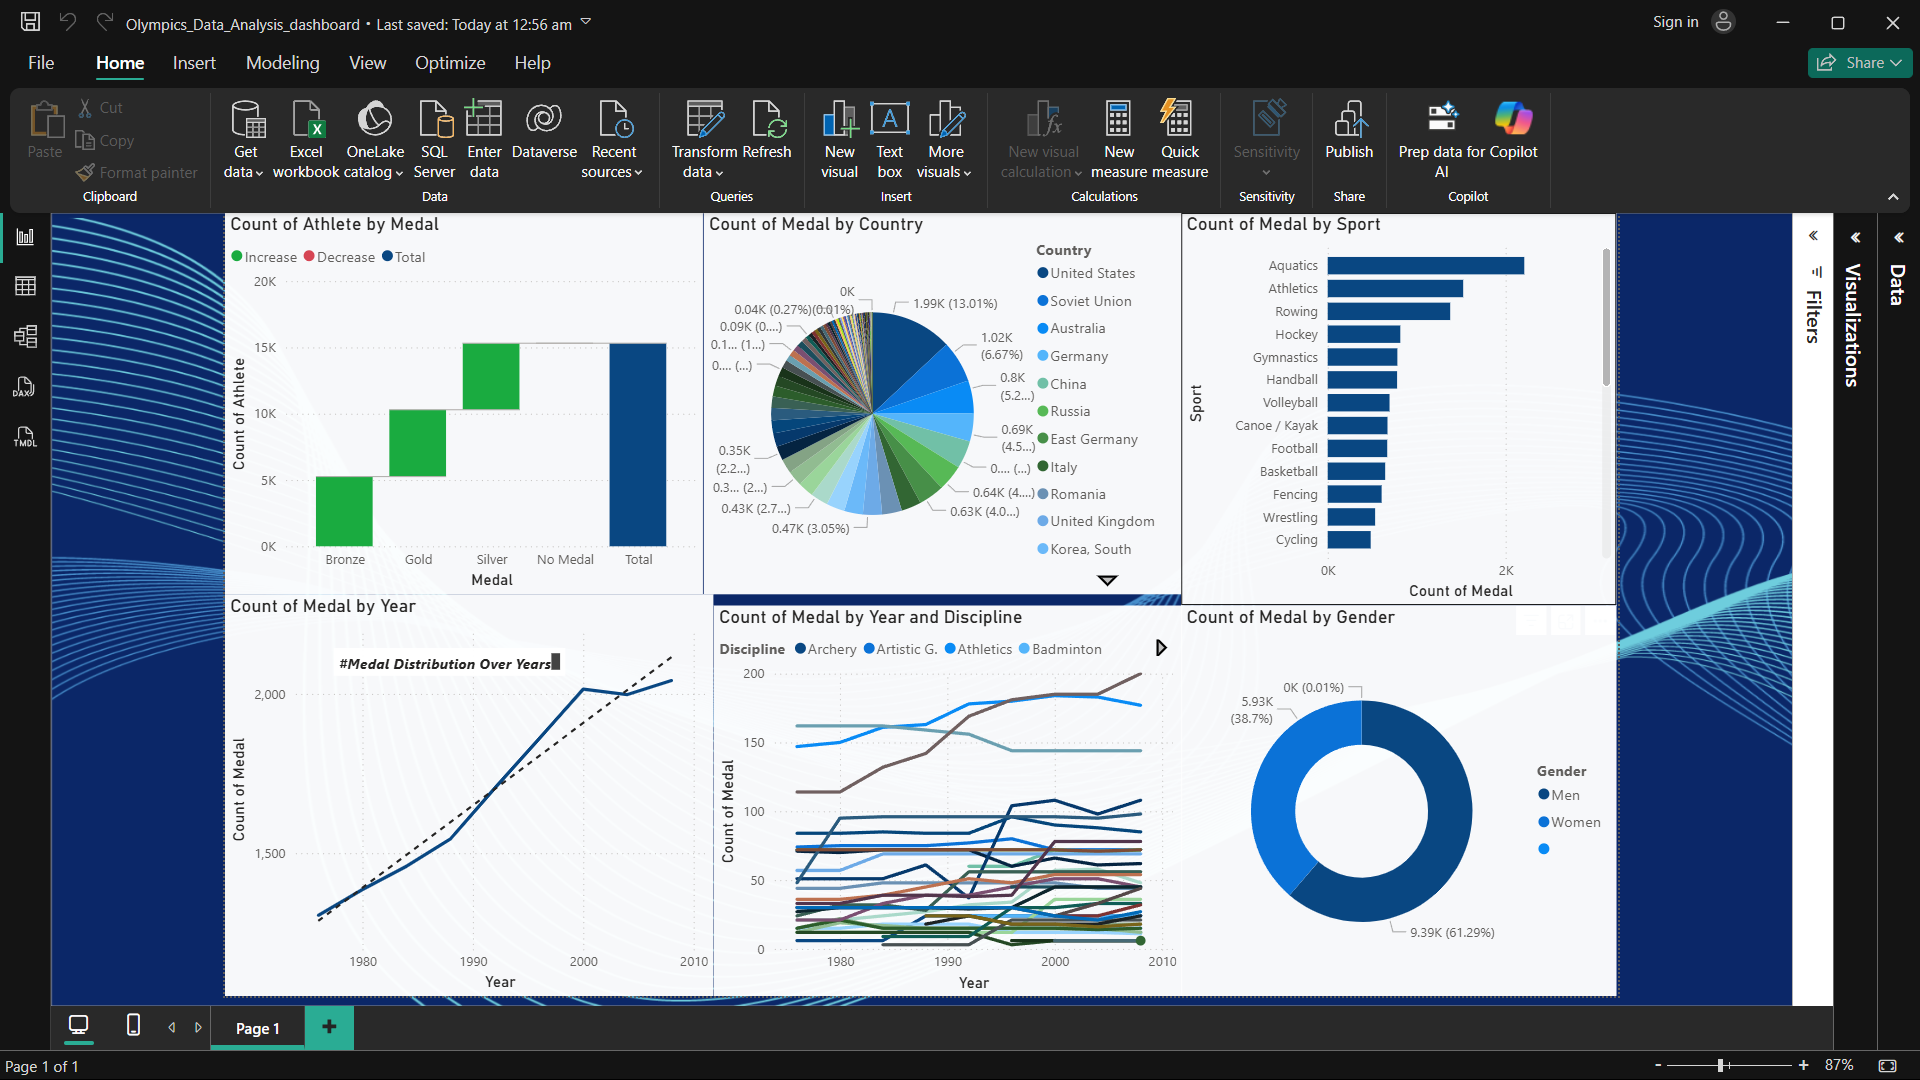 Olympics_Data_Analysis_dashboard • Last saved: Today at 12:56 am
Sign in
File Home Insert Modeling View Optimize Help
Share
Paste
Cut
Copy
Format painter
Clipboard
Get data
Excel workbook
OneLake catalog
SQL Server
Enter data
Dataverse
Recent sources
Data
Transform data
Refresh
Queries
New visual
Text box
More visuals
Insert
New visual calculation
New measure
Quick measure
Calculations
Sensitivity
Sensitivity
Publish
Share
Prep data for AI
Copilot
Copilot
DAX
TMDL
Count of Athlete by Medal
Increase Decrease Total
Count of Athlete
20K
15K
10K
5K
0K
Bronze Gold Silver No Medal Total
Medal
Count of Medal by Country
0K
0.04K (0.27%)(0.01%)
0.09K (0....)
0.1... (1...)
0.... (...)
0.35K
(2.2...)
0.3... (2...)
0.43K (2.7...)
0.47K (3.05%)
1.99K (13.01%)
1.02K
(6.67%)
0.8K
(5.2...)
0.69K
(4.5...)
0.... (...)
0.64K (4....)
0.63K (4.0...)
Country
United States
Soviet Union
Australia
Germany
China
Russia
East Germany
Italy
Romania
United Kingdom
Korea, South
Count of Medal by Sport
Sport
Aquatics
Athletics
Rowing
Hockey
Gymnastics
Handball
Volleyball
Canoe / Kayak
Football
Basketball
Fencing
Wrestling
Cycling
0K 2K
Count of Medal
Count of Medal by Year
#Medal Distribution Over Years
Count of Medal
2,000
1,500
1980 1990 2000 2010
Year
Count of Medal by Year and Discipline
Discipline Archery Artistic G. Athletics Badminton
Count of Medal
200
150
100
50
0
1980 1990 2000 2010
Year
Count of Medal by Gender
0K (0.01%)
5.93K
(38.7%)
9.39K (61.29%)
Gender
Men
Women
Filters
Visualizations
Data
Page 1
Page 1 of 1
- + 87%